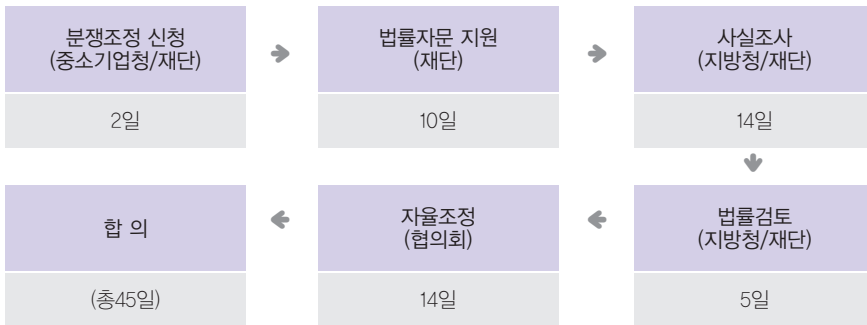 분쟁조정 신청
(중소기업청/재단)
2일
법률자문 지원
(재단)
10일
사실조사
(지방청/재단)
14일
법률검토
(지방청/재단)
5일
자율조정
(협의회)
14일
합 의
(총45일)